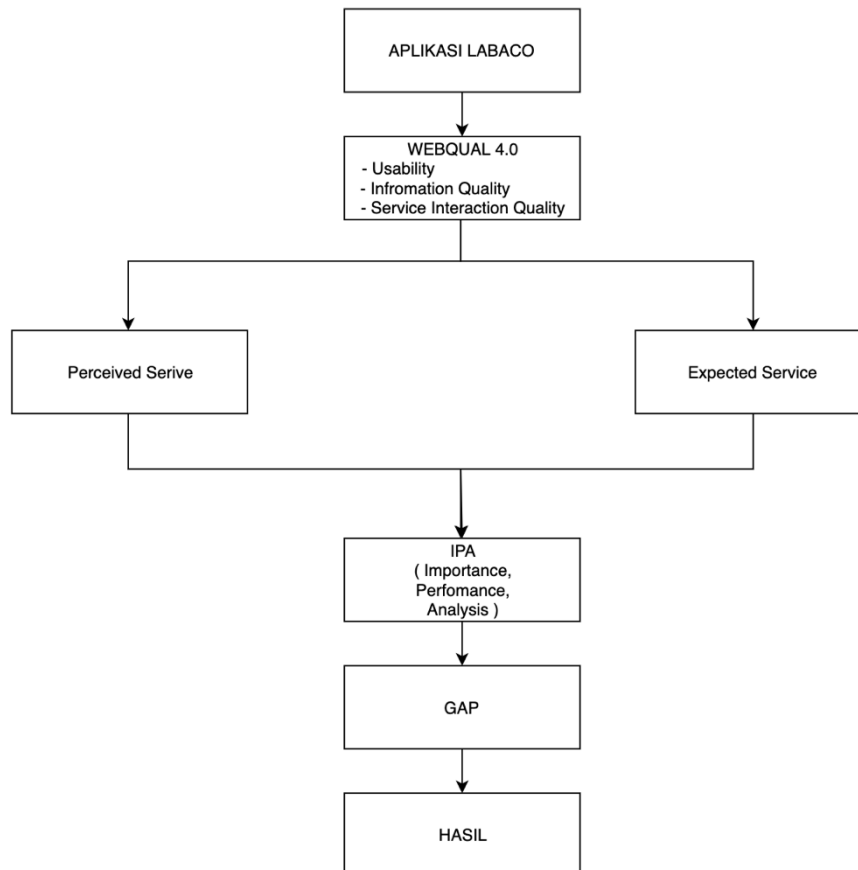 APLIKASI LABACO
WEBQUAL 4.0
- Usability
- Infromation Quality
- Service Interaction Quality
Perceived Serive
Expected Service
IPA
( Importance,
Perfomance,
Analysis )
GAP
HASIL